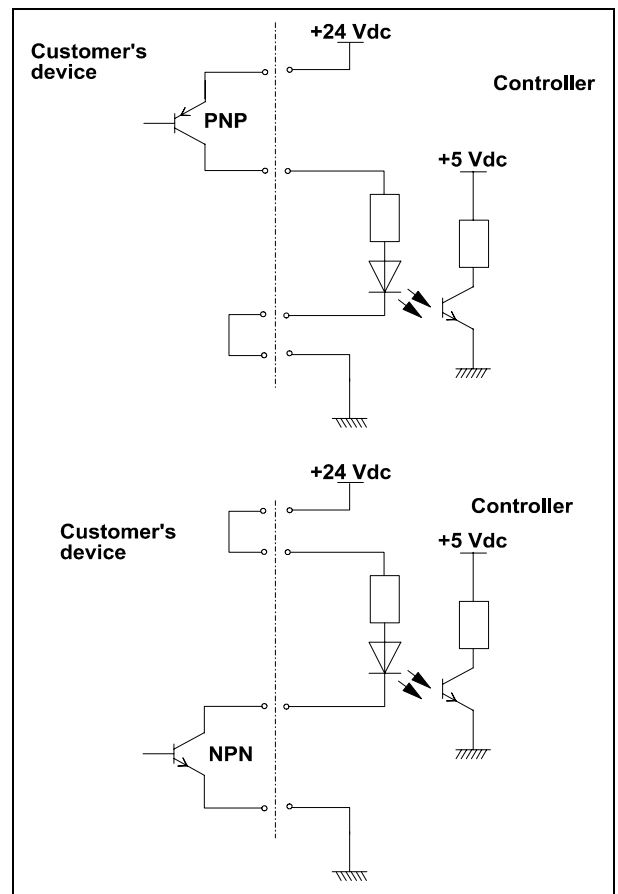 +24 Vdc
Customer's
device
Controller
PNP
+5 Vdc
+24 Vdc
Controller
Customer's
device
+5 Vdc
NPN